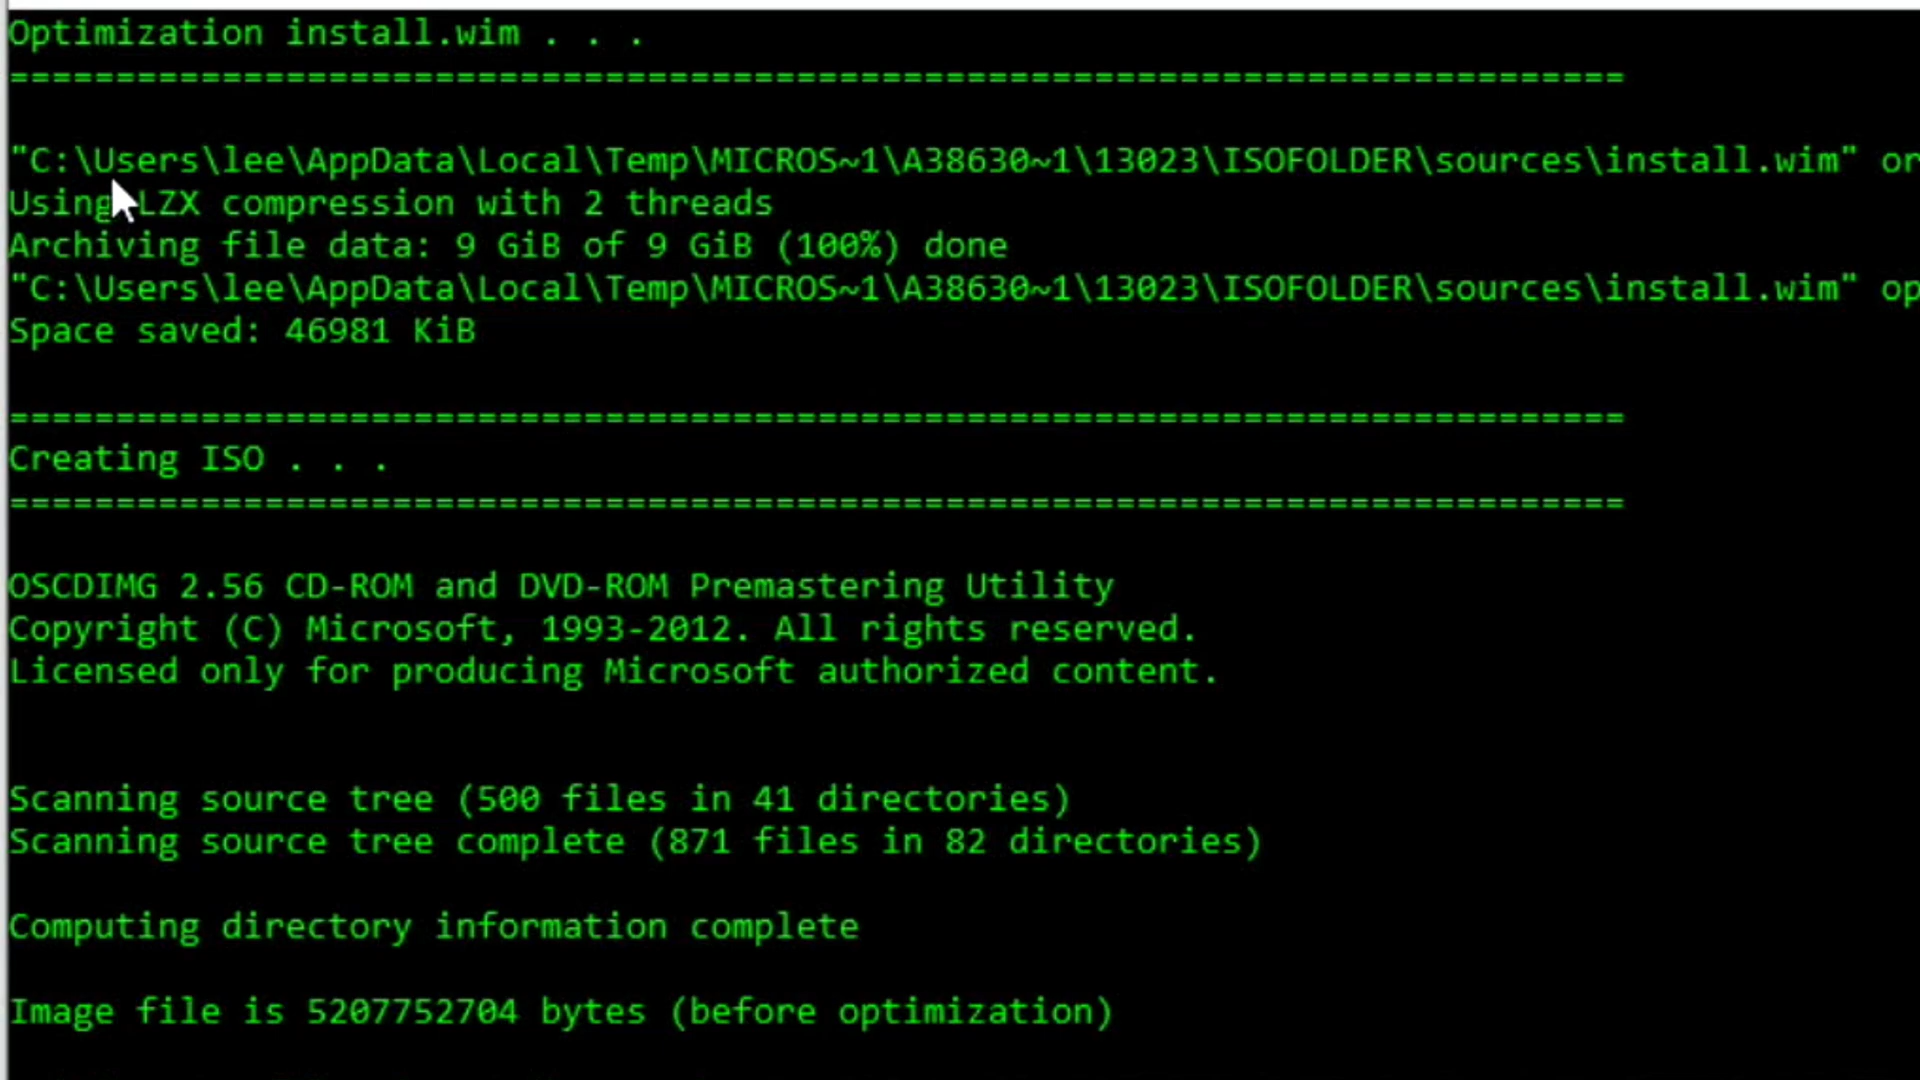 Optimization install.wim . . .
============================================================================
"C:\Users\lee\AppData\Local\Temp\MICROS~1\A38630~1\13023\ISOFOLDER\sources\install.wim" or
Using LZX compression with 2 threads
Archiving file data: 9 GiB of 9 GiB (100%) done
"C:\Users\lee\AppData\Local\Temp\MICROS~1\A38630~1\13023\ISOFOLDER\sources\install.wim" op
Space saved: 46981 KiB
============================================================================
Creating ISO . . .
============================================================================
OSCDIMG 2.56 CD-ROM and DVD-ROM Premastering Utility
Copyright (C) Microsoft, 1993-2012. All rights reserved.
Licensed only for producing Microsoft authorized content.
Scanning source tree (500 files in 41 directories)
Scanning source tree complete (871 files in 82 directories)
Computing directory information complete
Image file is 5207752704 bytes (before optimization)